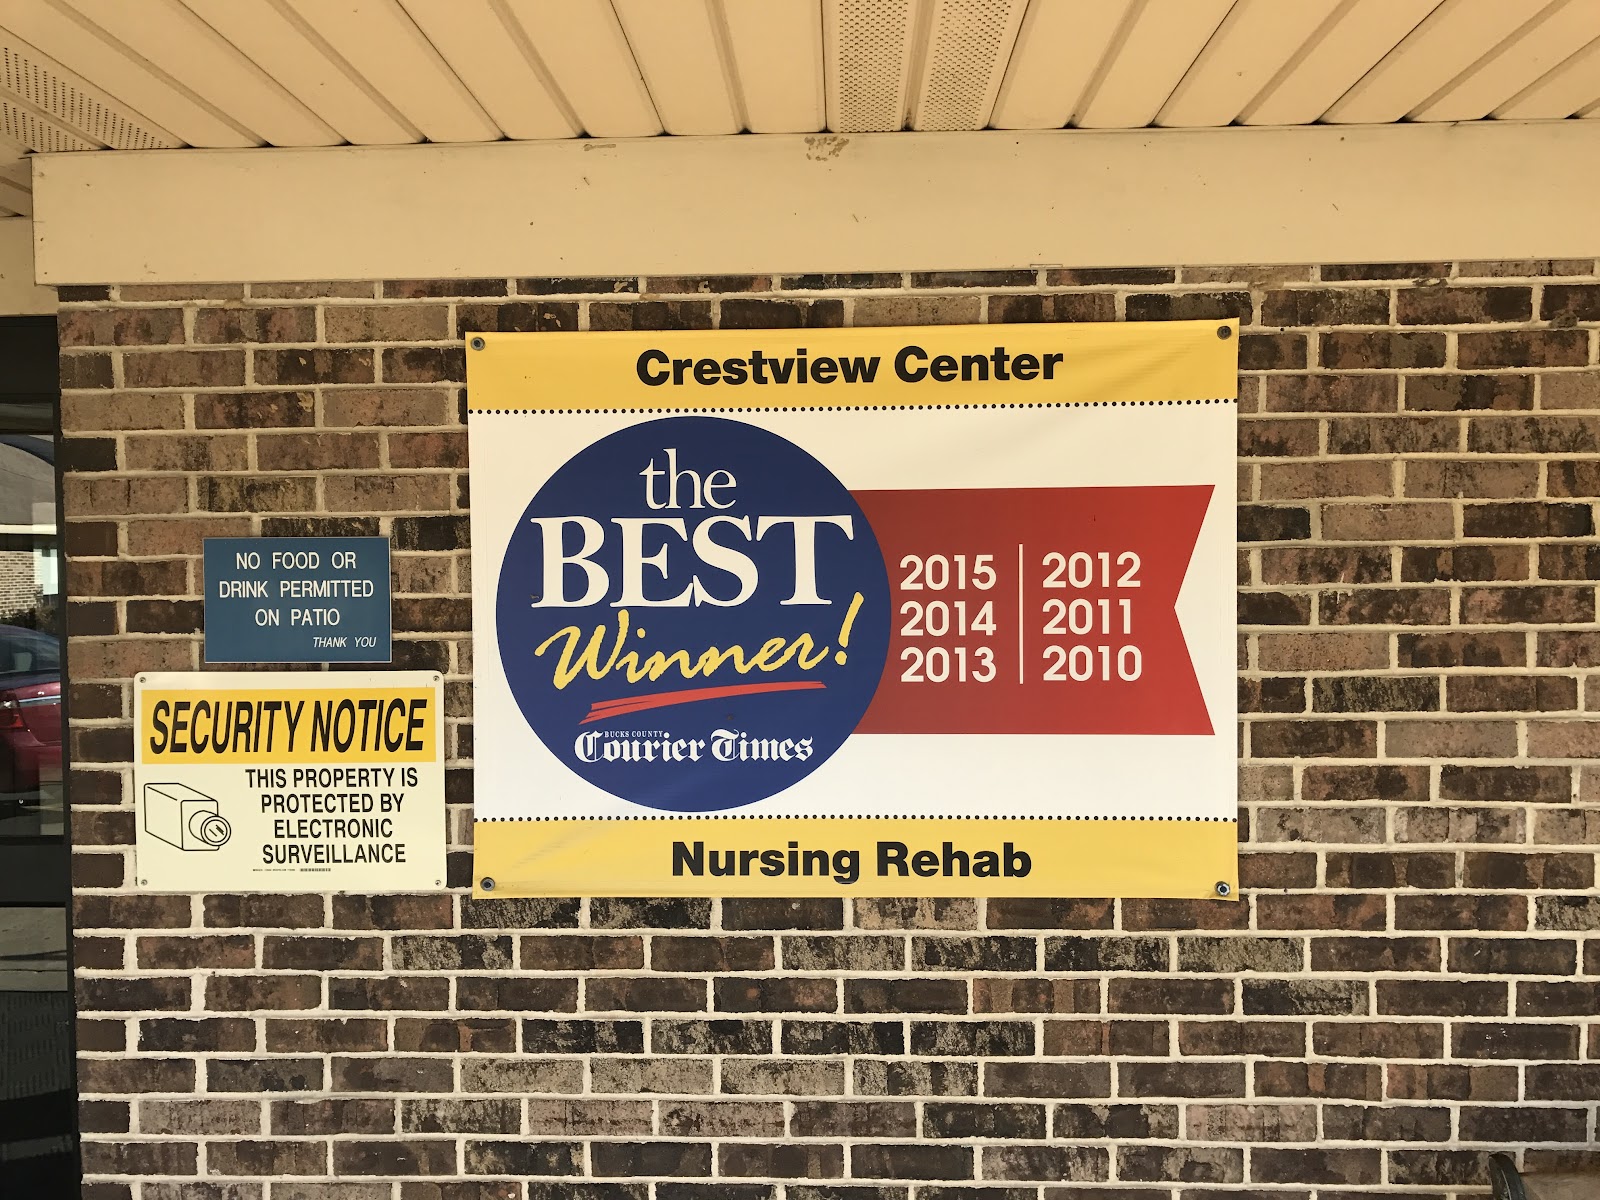 Crestview Center
the
BEST
Winner!
BUCKS COUNTY
Courier Times
2015
2014
2013
2012
2011
2010
Nursing Rehab
NO FOOD OR
DRINK PERMITTED
ON PATIO
THANK YOU
SECURITY NOTICE
THIS PROPERTY IS
PROTECTED BY
ELECTRONIC
SURVEILLANCE